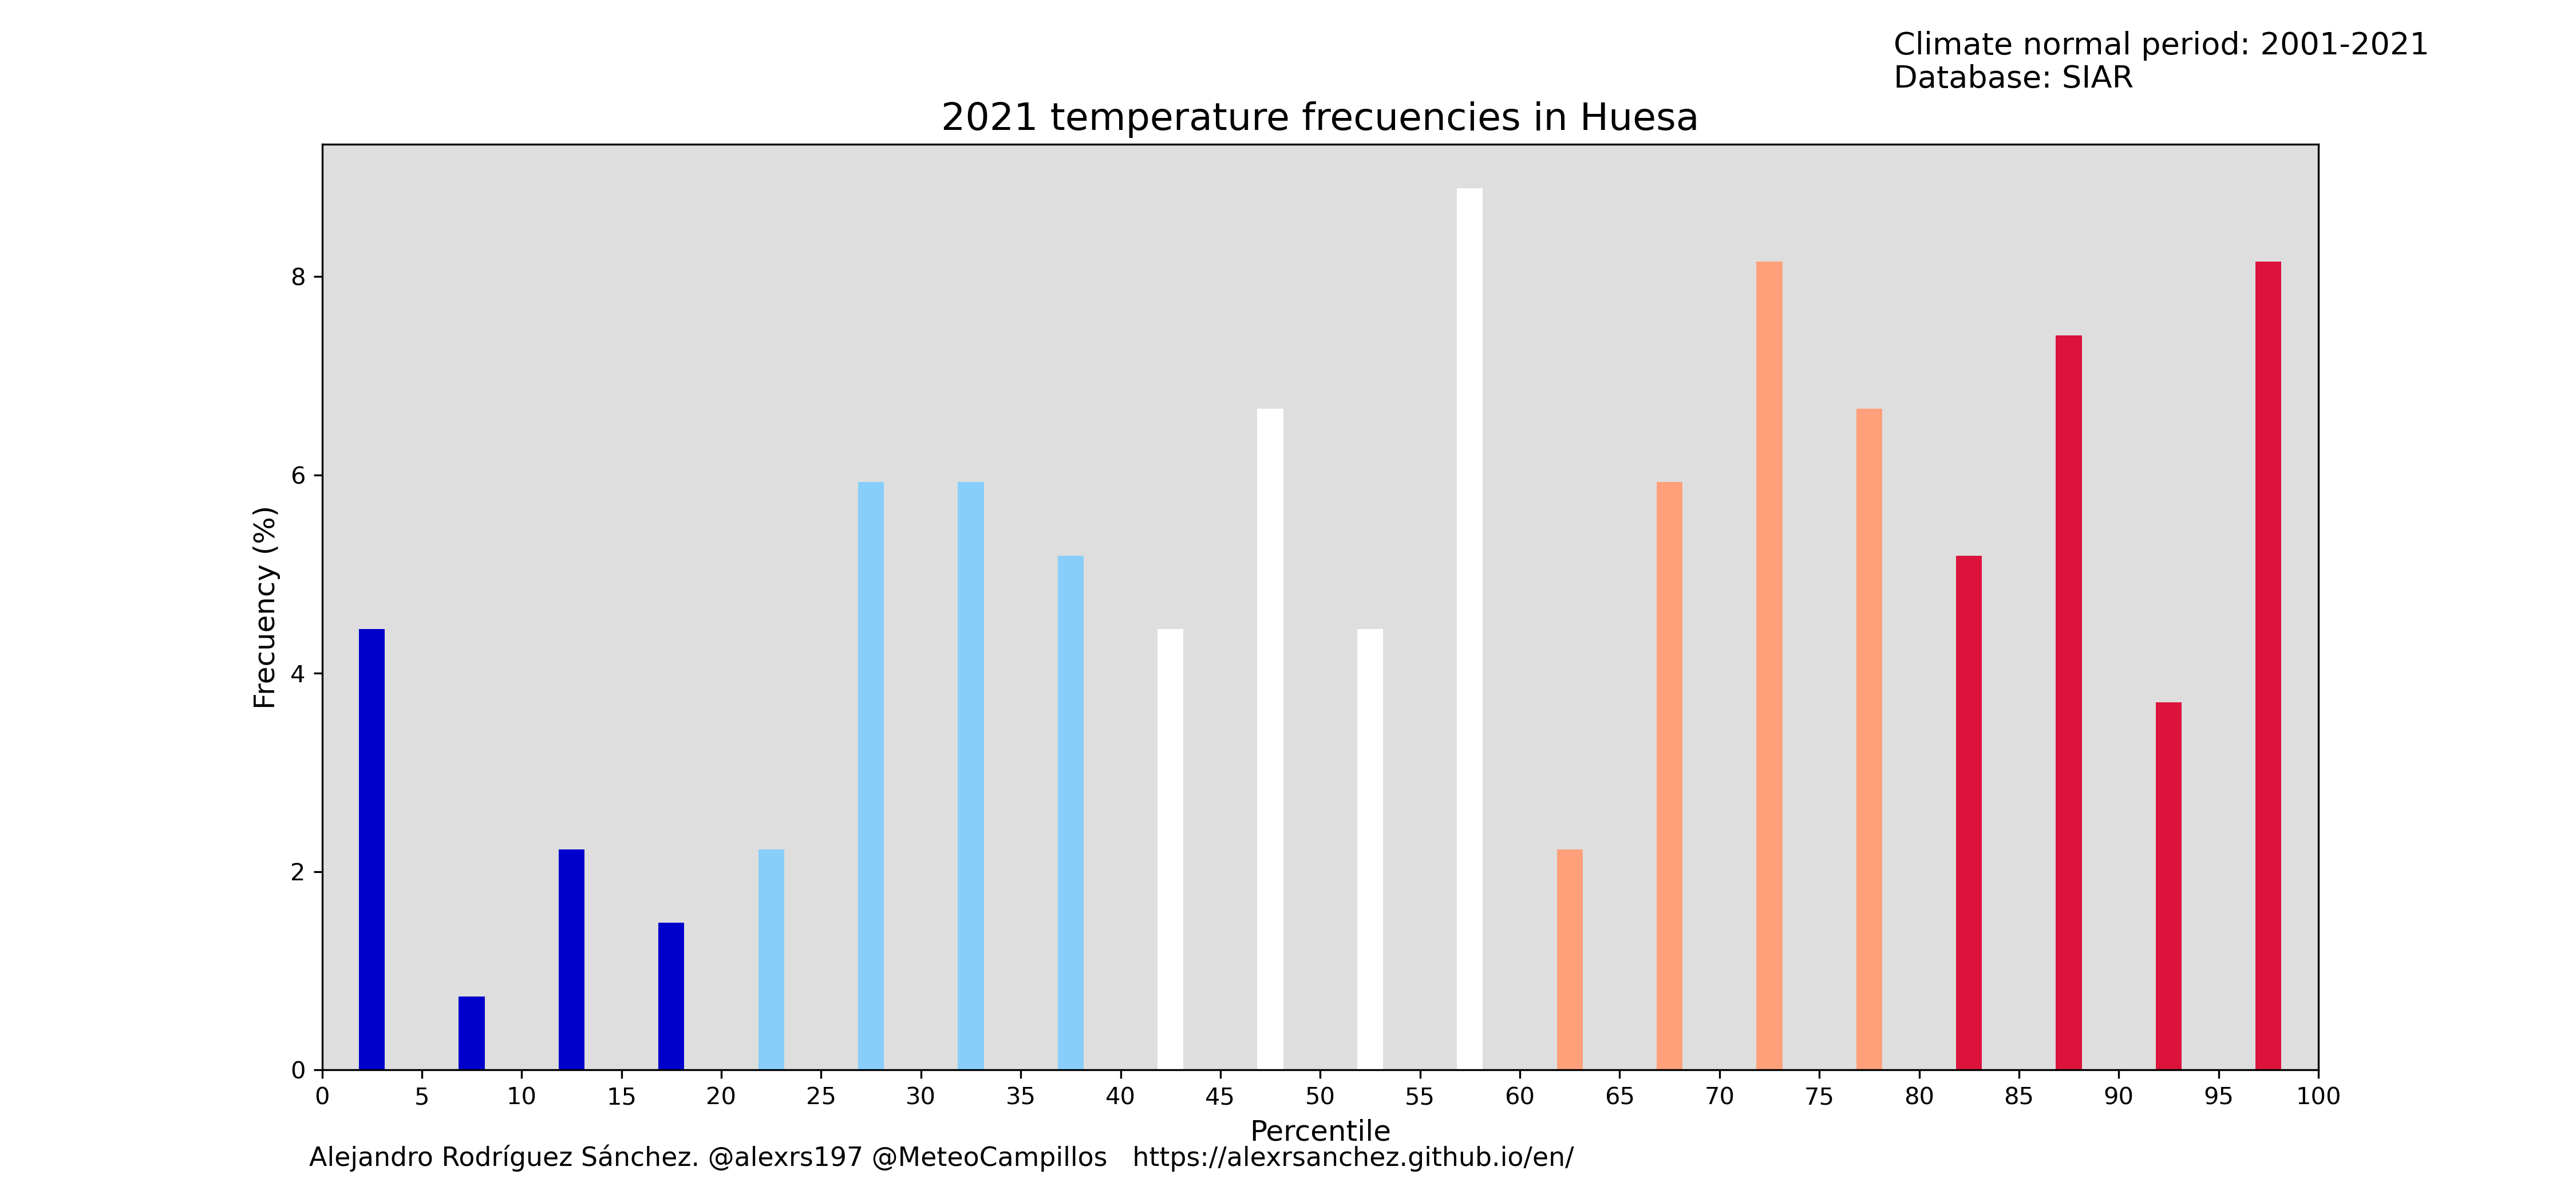 Climate normal period: 2001-2021
Database: SIAR
2021 temperature frecuencies in Huesa
Frecuency (%)
8
6
4
2
0
0 5 10 15 20 25 30 35 40 45 50 55 60 65 70 75 80 85 90 95 100
Percentile
Alejandro Rodríguez Sánchez. @alexrs197 @MeteoCampillos https://alexrsanchez.github.io/en/